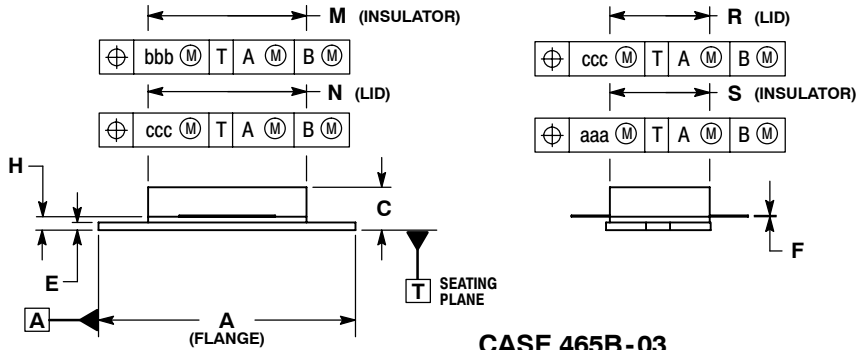 M (INSULATOR)
⌖ bbb Ⓜ T A Ⓜ B Ⓜ
N (LID)
⌖ ccc Ⓜ T A Ⓜ B Ⓜ
H
C
E
A
A
(FLANGE)
T SEATING
PLANE
R (LID)
⌖ ccc Ⓜ T A Ⓜ B Ⓜ
S (INSULATOR)
⌖ aaa Ⓜ T A Ⓜ B Ⓜ
F
CASE 465B-03